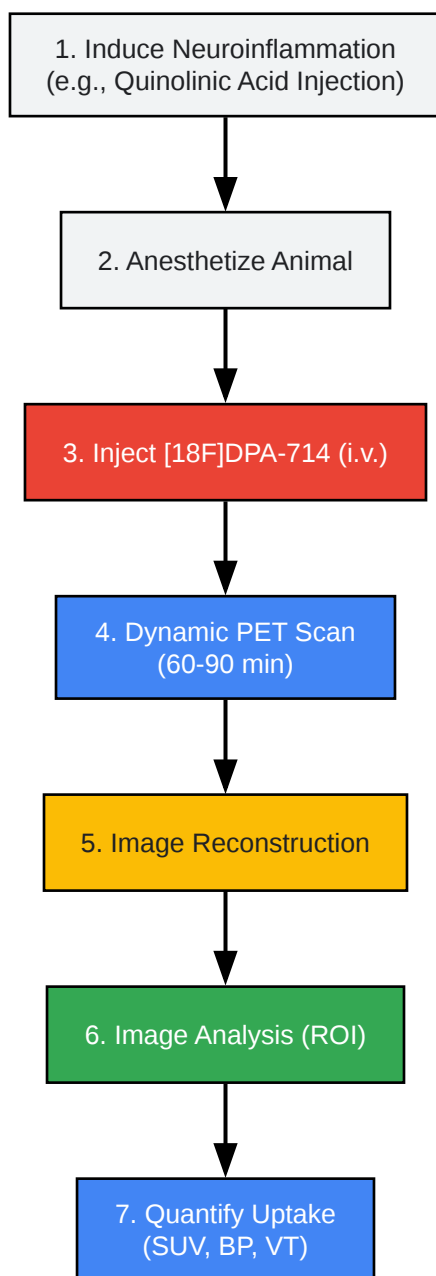 1. Induce Neuroinflammation
(e.g., Quinolinic Acid Injection)
2. Anesthetize Animal
3. Inject [18F]DPA-714 (i.v.)
4. Dynamic PET Scan
(60-90 min)
5. Image Reconstruction
6. Image Analysis (ROI)
7. Quantify Uptake
(SUV, BP, VT)